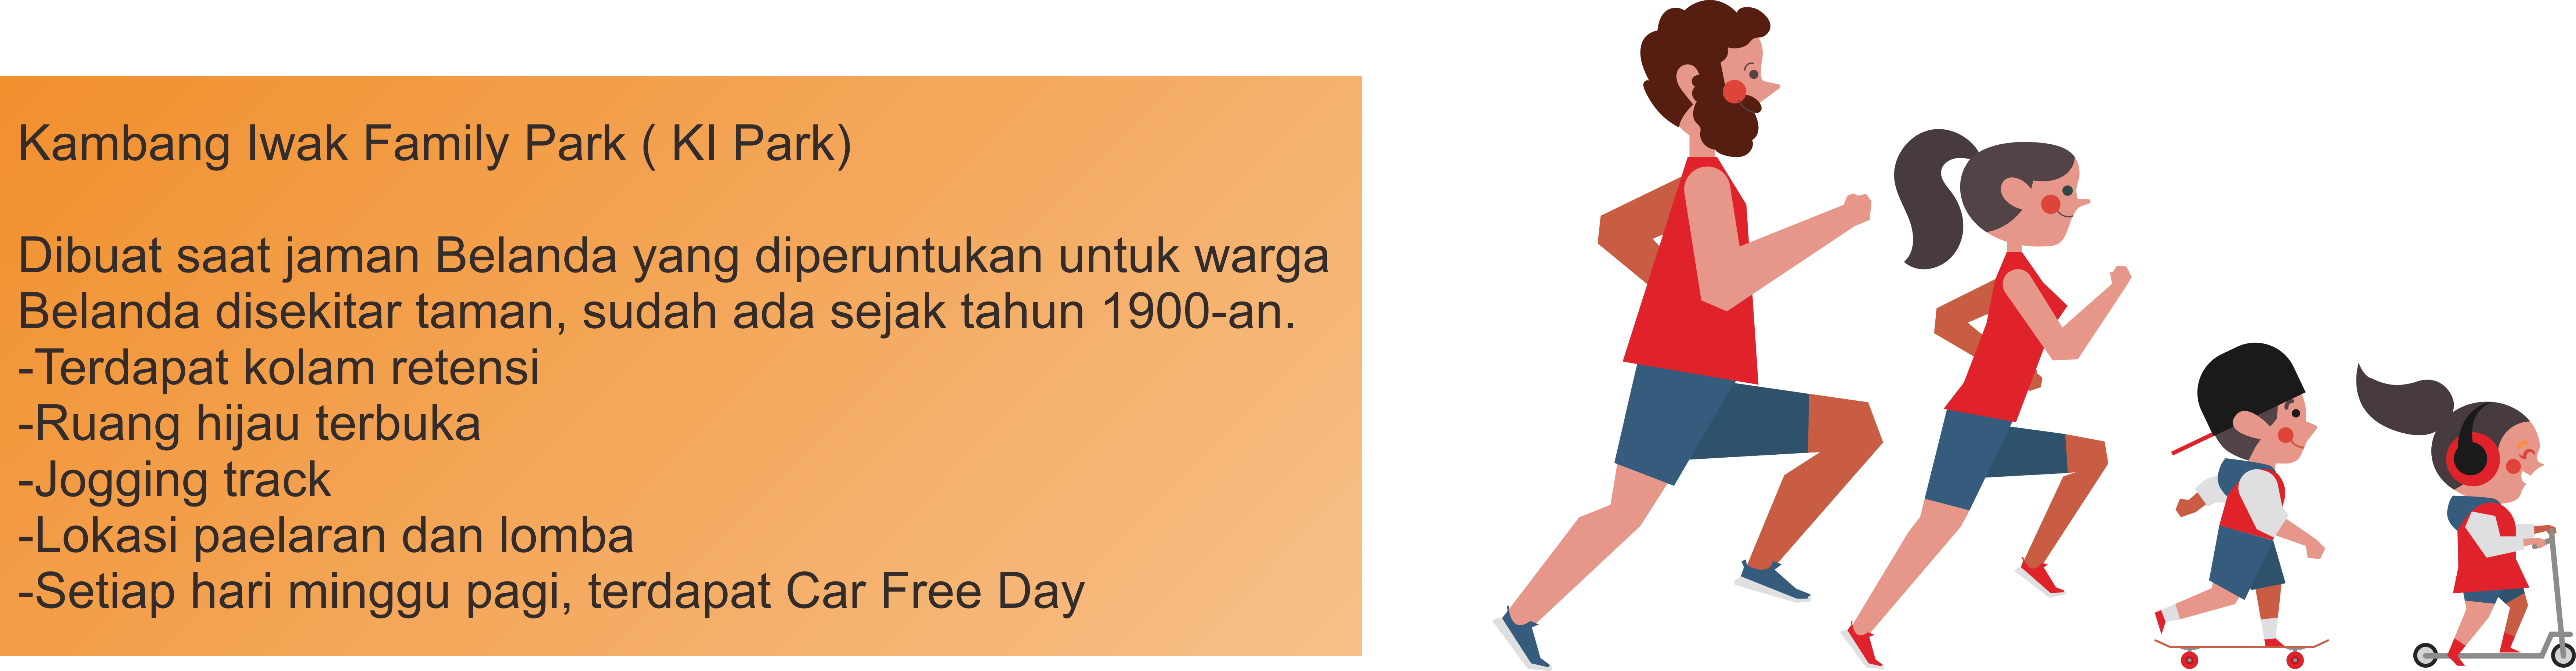 Kambang Iwak Family Park ( KI Park)
Dibuat saat jaman Belanda yang diperuntukan untuk warga
Belanda disekitar taman, sudah ada sejak tahun 1900-an.
-Terdapat kolam retensi
-Ruang hijau terbuka
-Jogging track
-Lokasi paelaran dan lomba
-Setiap hari minggu pagi, terdapat Car Free Day